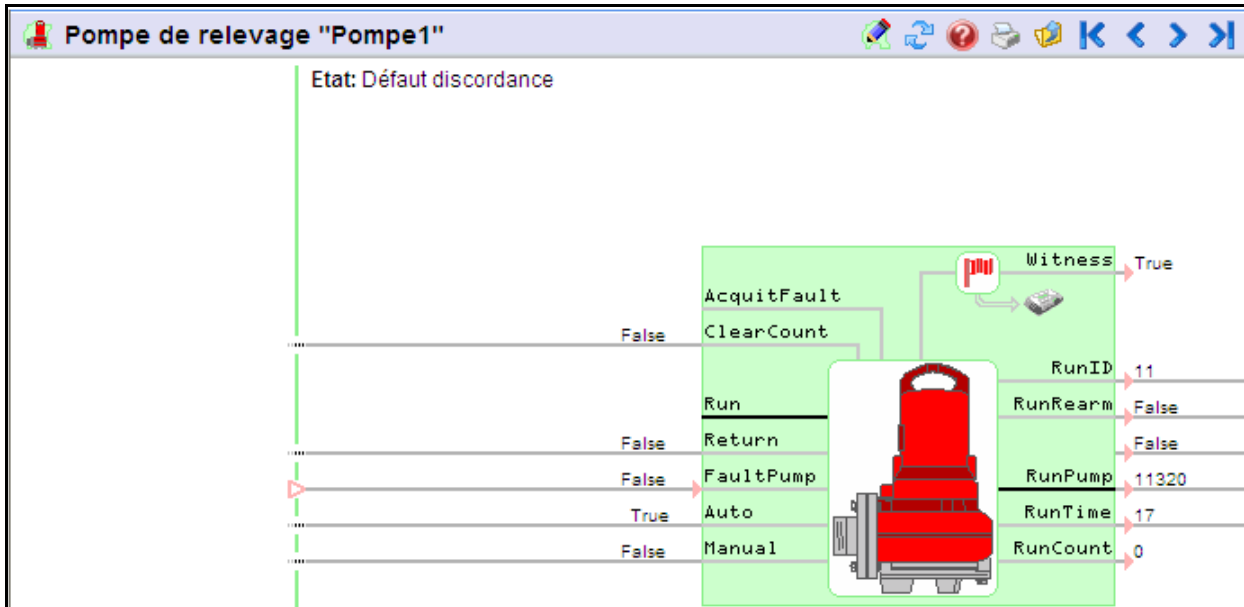 Pompe de relevage "Pompe1"
Etat: Défaut discordance
Witness True
AcquitFault
False ClearCount
RunID 11
Run RunRearm False
False Return False
False FaultPump RunPump 11320
True Auto RunTime 17
False Manual RunCount 0